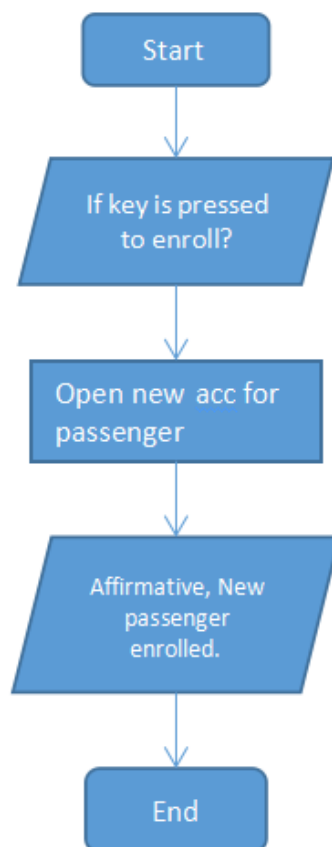 Start
If key is pressed
to enroll?
Open new acc for
passenger
Affirmative, New
passenger
enrolled.
End